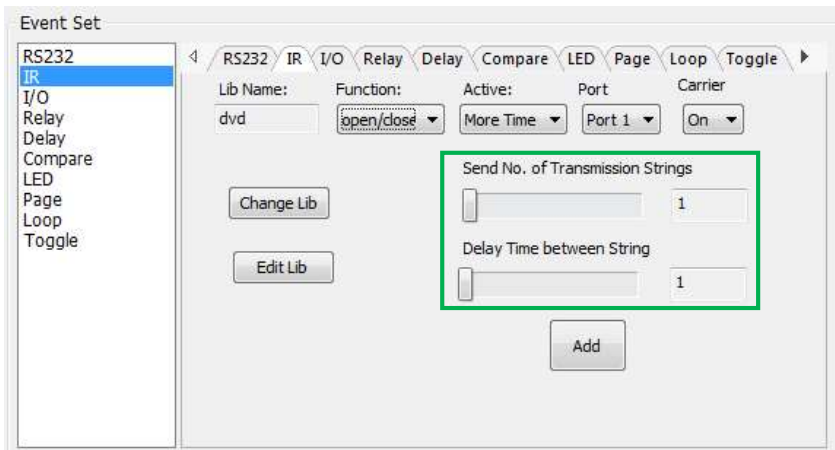 Event Set
RS232
IR
I/O
Relay
Delay
Compare
LED
Page
Loop
Toggle
RS232 IR I/O Relay Delay Compare LED Page Loop Toggle
Lib Name: Function: Active: Port Carrier
dvd open/close More Time Port 1 On
Send No. of Transmission Strings
Change Lib 1
Delay Time between String
Edit Lib 1
Add